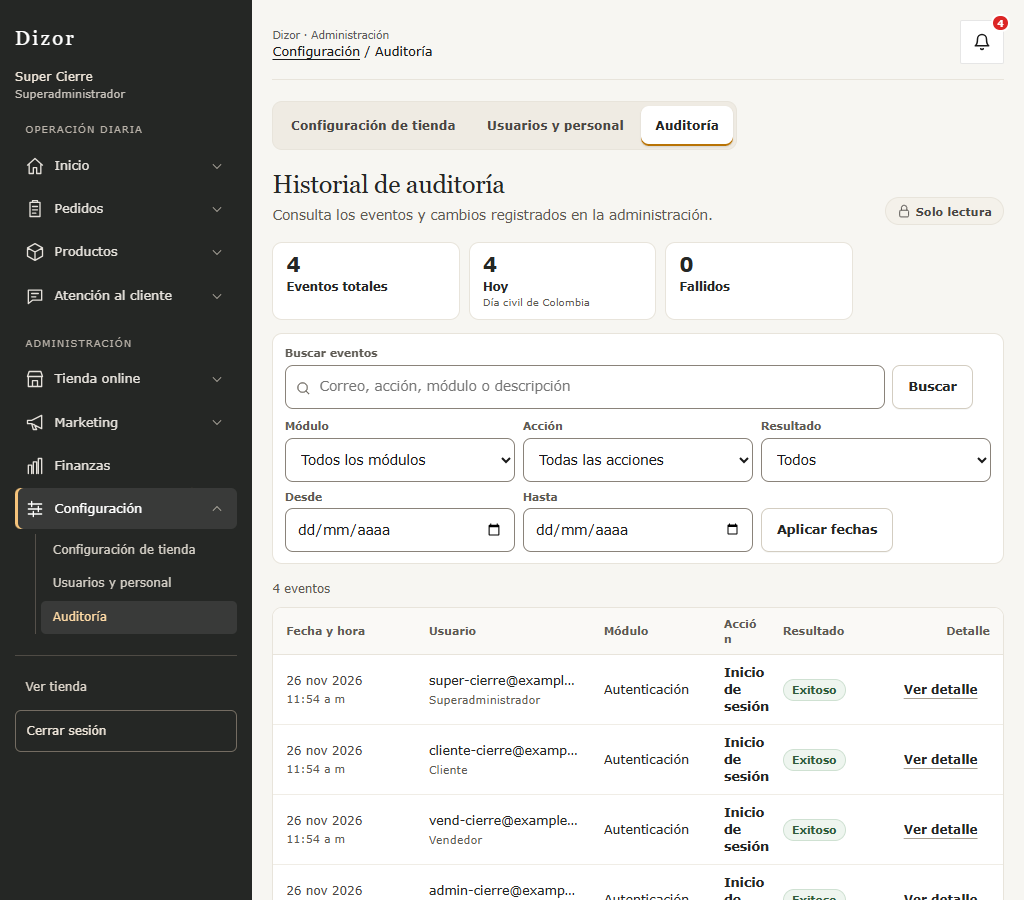 Dizor
Super Cierre
Superadministrador
OPERACIÓN DIARIA
Inicio
Pedidos
Productos
Atención al cliente
ADMINISTRACIÓN
Tienda online
Marketing
Finanzas
Configuración
Configuración de tienda
Usuarios y personal
Auditoría
Ver tienda
Cerrar sesión
Dizor · Administración
Configuración / Auditoría
4
Configuración de tienda
Usuarios y personal
Auditoría
Historial de auditoría
Consulta los eventos y cambios registrados en la administración.
Solo lectura
4
Eventos totales
4
Hoy
Día civil de Colombia
0
Fallidos
Buscar eventos
Correo, acción, módulo o descripción
Buscar
Módulo
Acción
Resultado
Todos los módulos
Todas las acciones
Todos
Desde
Hasta
dd/mm/aaaa
dd/mm/aaaa
Aplicar fechas
4 eventos
Fecha y hora
Usuario
Módulo
Acció
n
Resultado
Detalle
26 nov 2026
11:54 a m
super-cierre@exampl...
Superadministrador
Autenticación
Inicio
de
sesión
Exitoso
Ver detalle
26 nov 2026
11:54 a m
cliente-cierre@examp...
Cliente
Autenticación
Inicio
de
sesión
Exitoso
Ver detalle
26 nov 2026
11:54 a m
vend-cierre@example...
Vendedor
Autenticación
Inicio
de
sesión
Exitoso
Ver detalle
26 nov 2026
admin-cierre@examp...
Autenticación
Inicio
de
Exitoso
Ver detalle